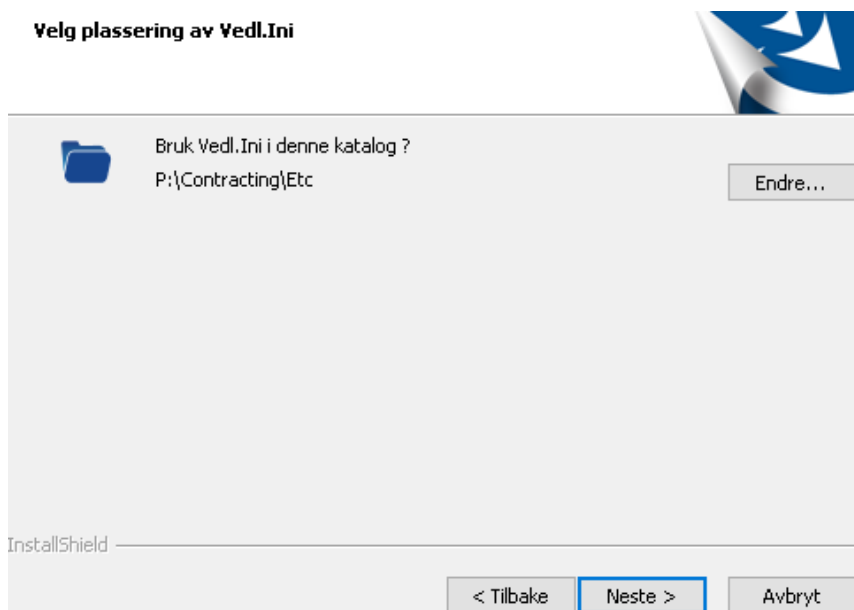 Velg plassering av Vedl.Ini
Bruk Vedl.Ini i denne katalog ?
P:\Contracting\Etc
Endre...
InstallShield
< Tilbake
Neste >
Avbryt